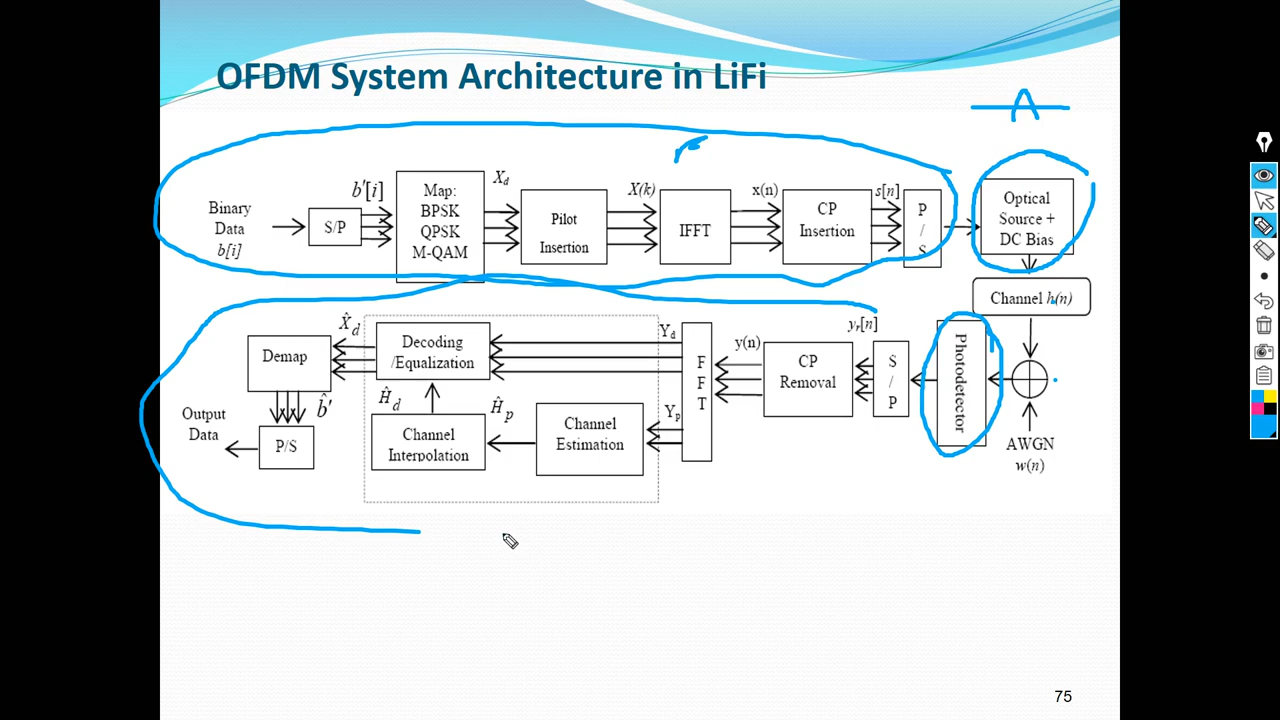 OFDM System Architecture in LiFi
A
Binary
Data
b[i]
S/P
b'[i]
Map:
BPSK
QPSK
M-QAM
X_d
Pilot
Insertion
X(k)
IFFT
x(n)
CP
Insertion
s[n]
P
/
S
Optical
Source +
DC Bias
Channel h(n)
AWGN
w(n)
Photodetector
S
/
P
y_r[n]
CP
Removal
y(n)
F
F
T
Y_d
Y_p
Channel
Estimation
Ĥ_p
Channel
Interpolation
Ĥ_d
Decoding
/Equalization
X̂_d
Demap
b̂'
P/S
Output
Data
75